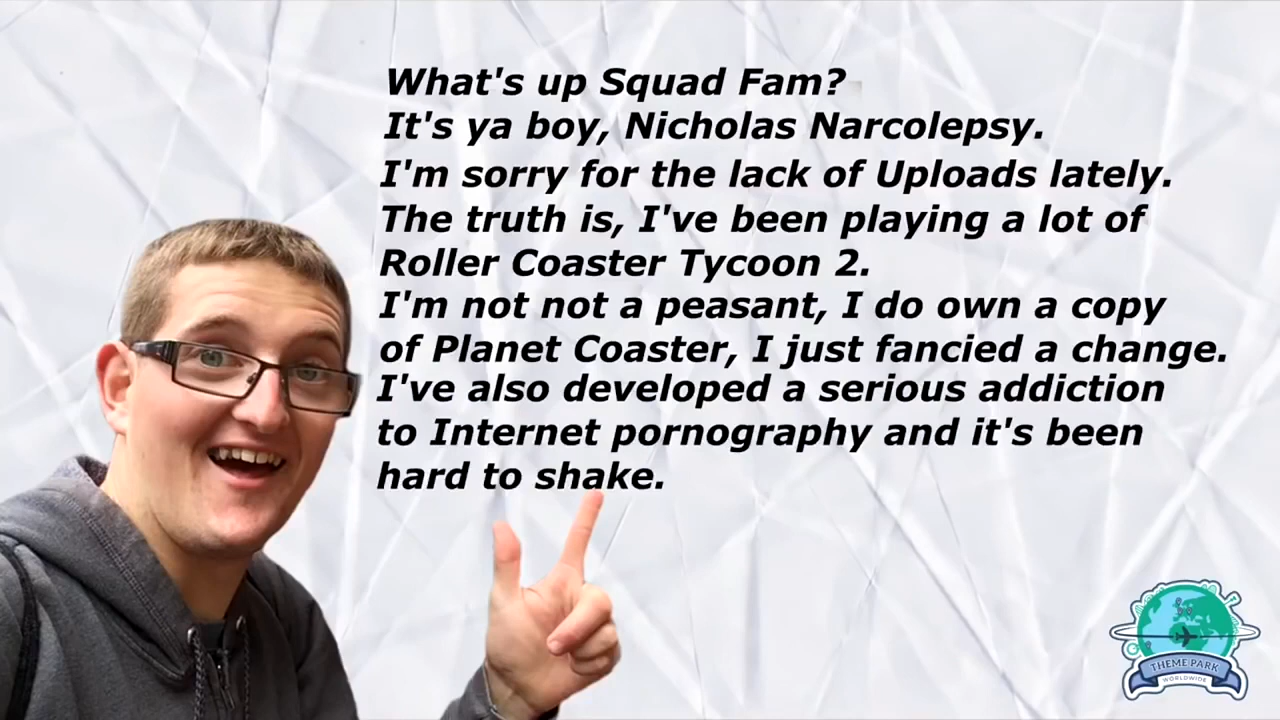 What's up Squad Fam?
It's ya boy, Nicholas Narcolepsy.
I'm sorry for the lack of Uploads lately.
The truth is, I've been playing a lot of
Roller Coaster Tycoon 2.
I'm not not a peasant, I do own a copy
of Planet Coaster, I just fancied a change.
I've also developed a serious addiction
to Internet pornography and it's been
hard to shake.
THEME PARK
WORLDWIDE